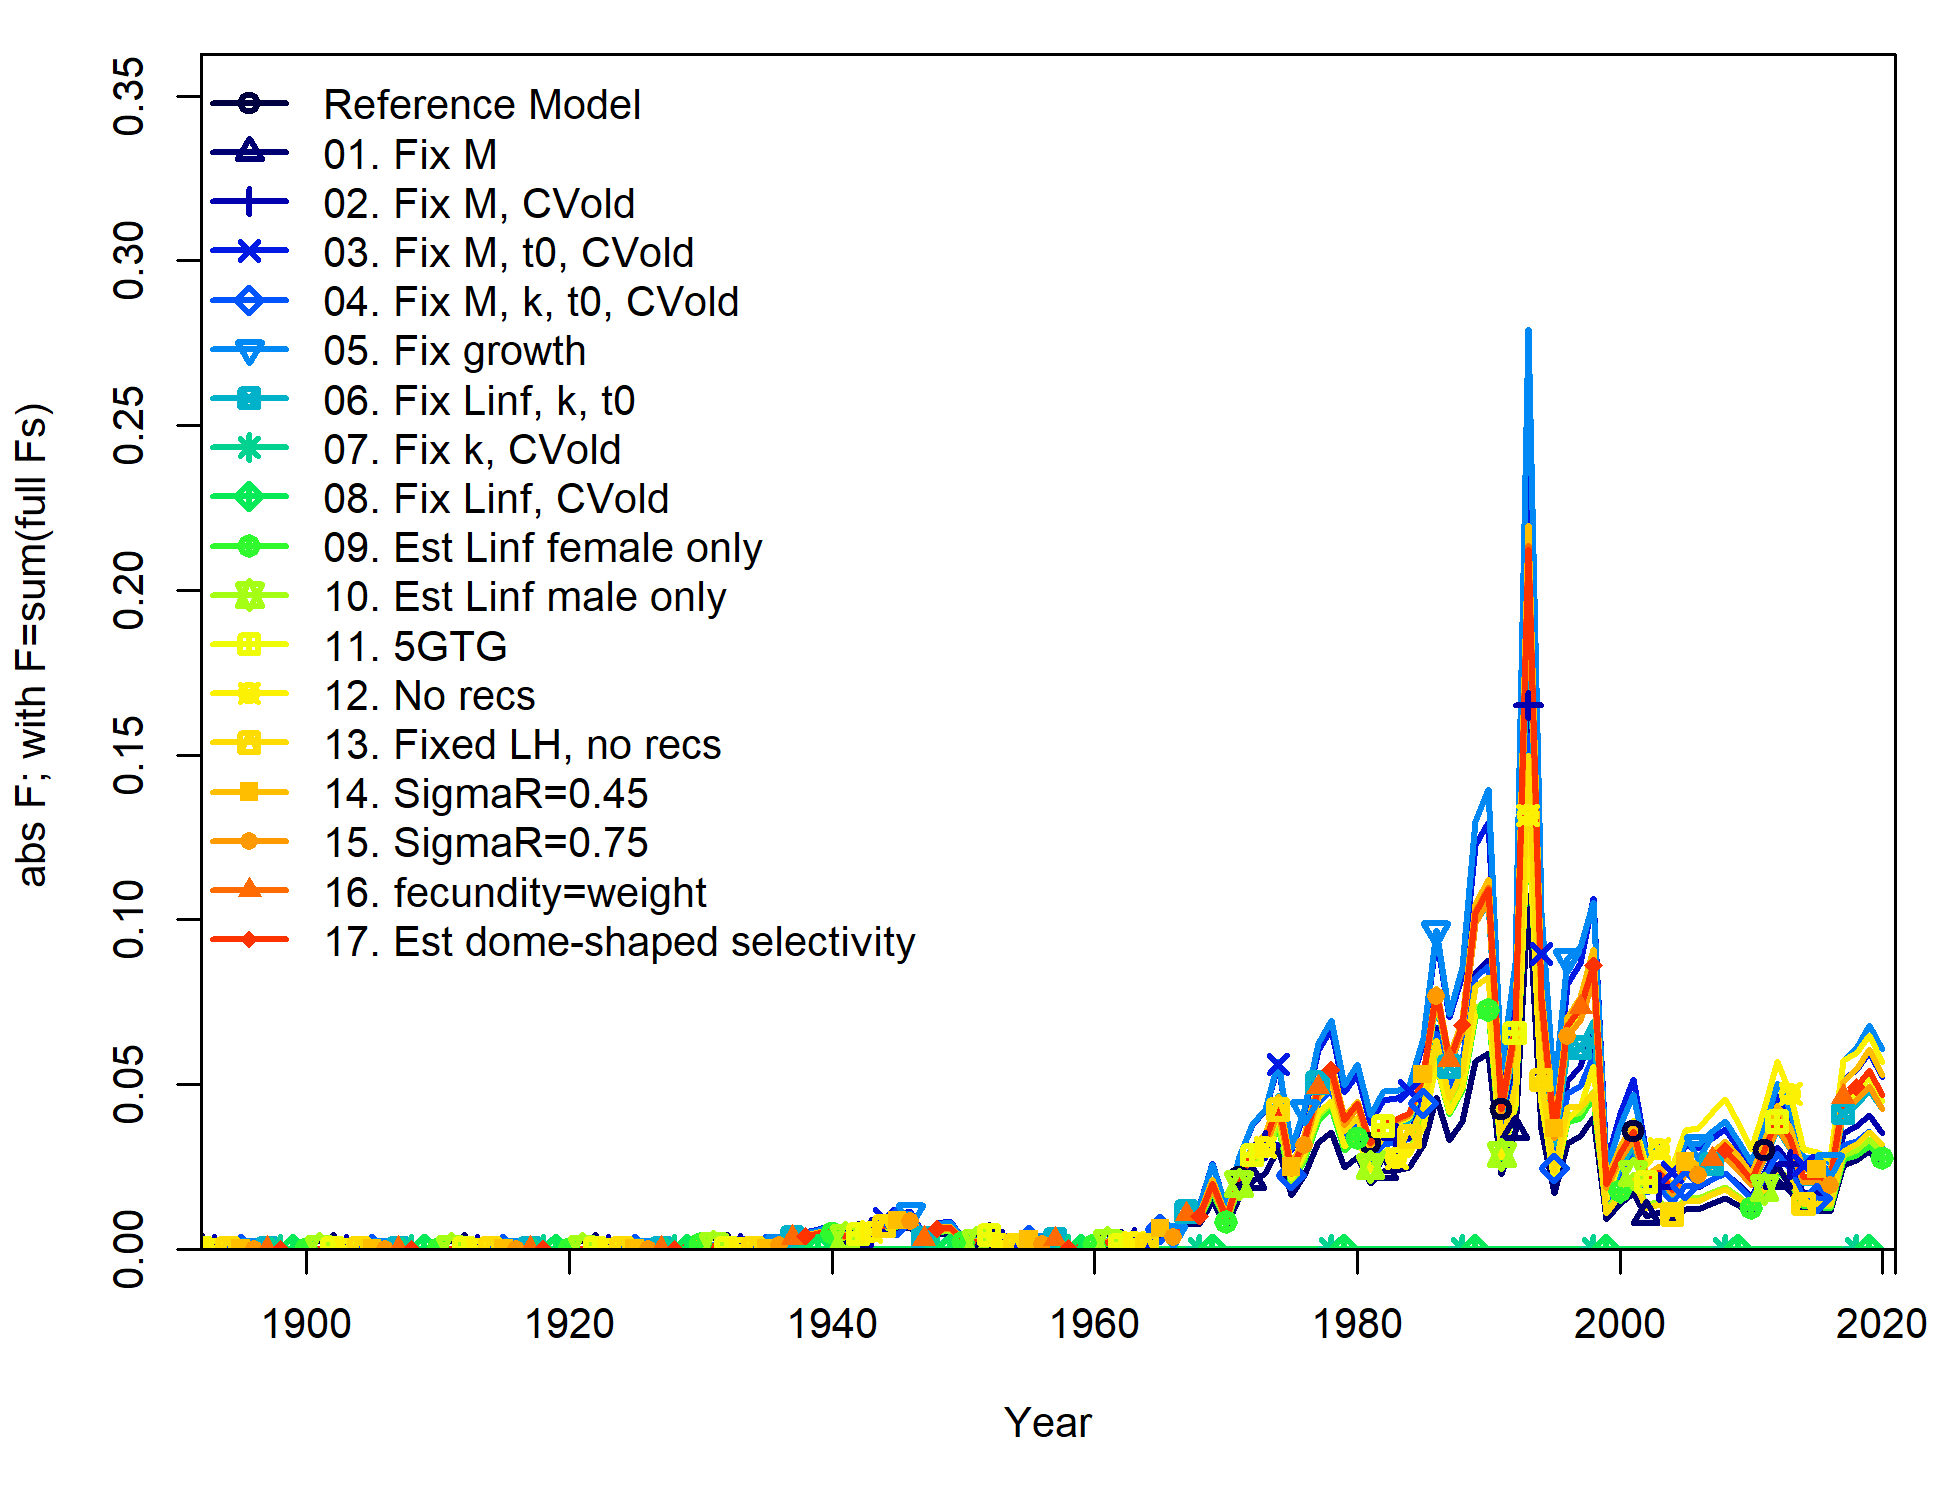 abs F; with F=sum(full Fs)
0.35
0.30
0.25
0.20
0.15
0.10
0.05
0.00
Reference Model
01. Fix M
02. Fix M, CVold
03. Fix M, t0, CVold
04. Fix M, k, t0, CVold
05. Fix growth
06. Fix Linf, k, t0
07. Fix k, CVold
08. Fix Linf, CVold
09. Est Linf female only
10. Est Linf male only
11. 5GTG
12. No recs
13. Fixed LH, no recs
14. SigmaR=0.45
15. SigmaR=0.75
16. fecundity=weight
17. Est dome-shaped selectivity
1900 1920 1940 1960 1980 2000 2020
Year